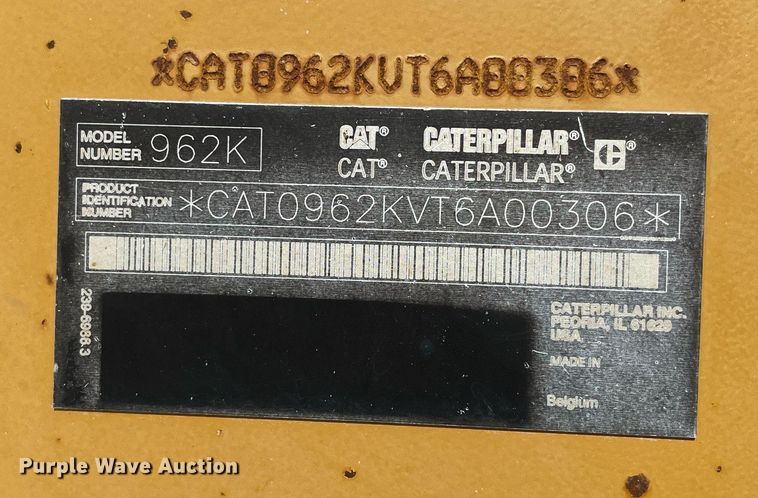 *CAT0962KVT6A00306*
MODEL NUMBER 962K
CAT® CATERPILLAR® C®
CAT® CATERPILLAR®
PRODUCT IDENTIFICATION NUMBER *CAT0962KVT6A00306*
239-6986.3
CATERPILLAR INC.
PEORIA, IL 61629
USA
MADE IN
Belgium
Purple Wave Auction